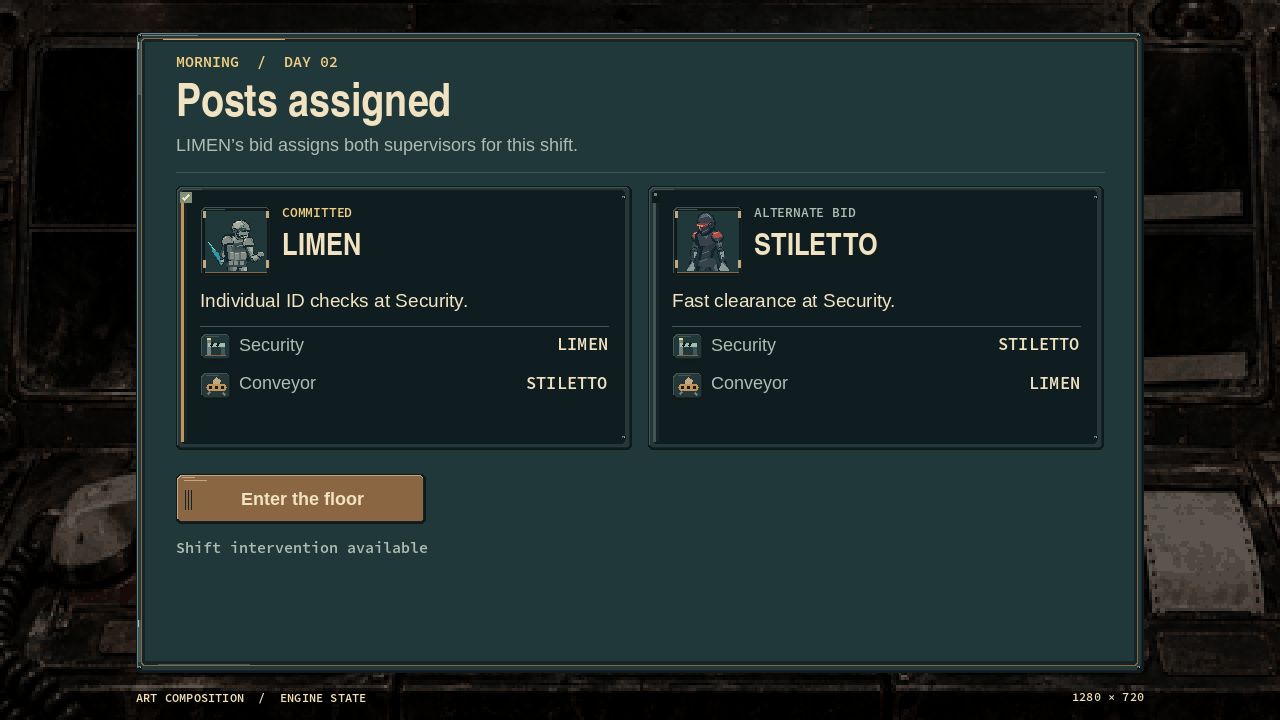 MORNING / DAY 02
Posts assigned
LIMEN’s bid assigns both supervisors for this shift.
COMMITTED
LIMEN
Individual ID checks at Security.
Security LIMEN
Conveyor STILETTO
ALTERNATE BID
STILETTO
Fast clearance at Security.
Security STILETTO
Conveyor LIMEN
Enter the floor
Shift intervention available
ART COMPOSITION / ENGINE STATE
1280 × 720